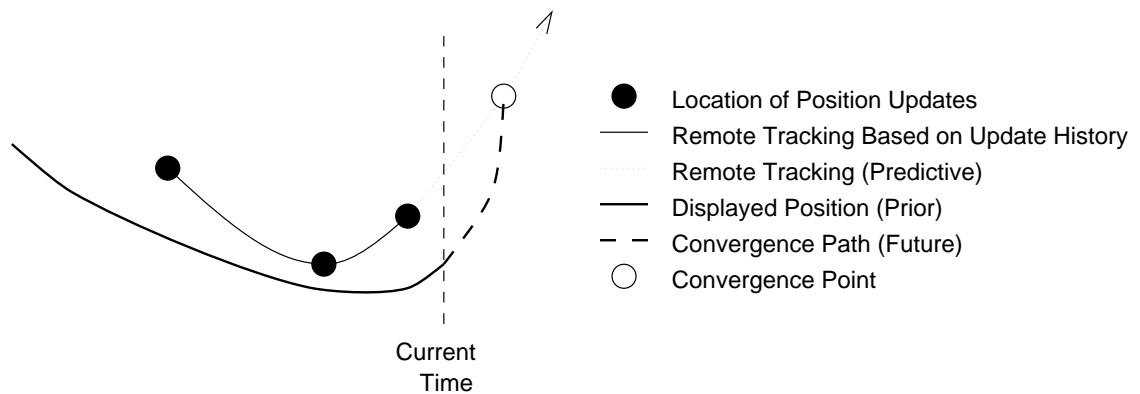 Location of Position Updates
Remote Tracking Based on Update History
Remote Tracking (Predictive)
Displayed Position (Prior)
Convergence Path (Future)
Convergence Point
Current
Time